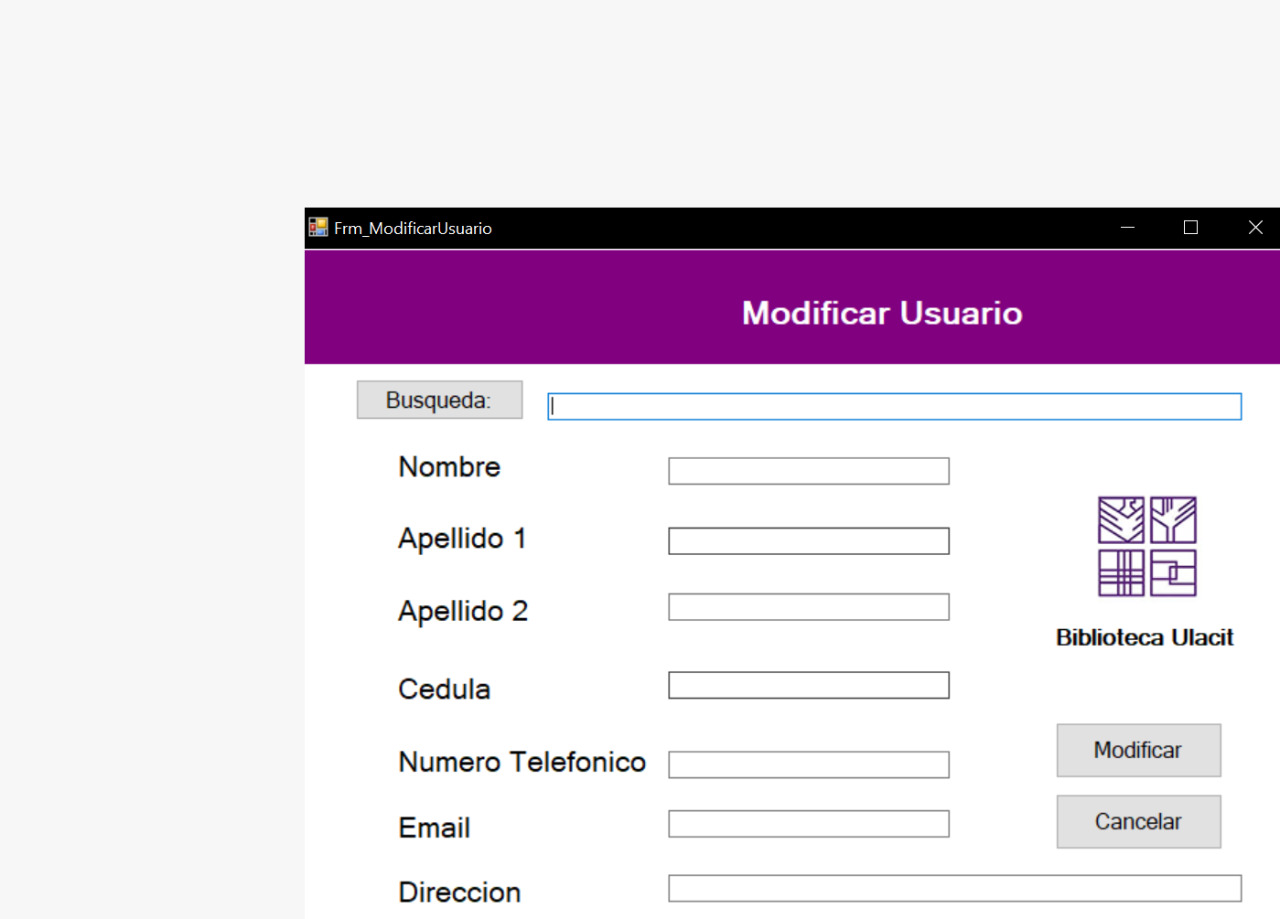 Frm_ModificarUsuario
Modificar Usuario
Busqueda:
Nombre
Apellido 1
Apellido 2
Biblioteca Ulacit
Cedula
Numero Telefonico
Modificar
Email
Cancelar
Direccion